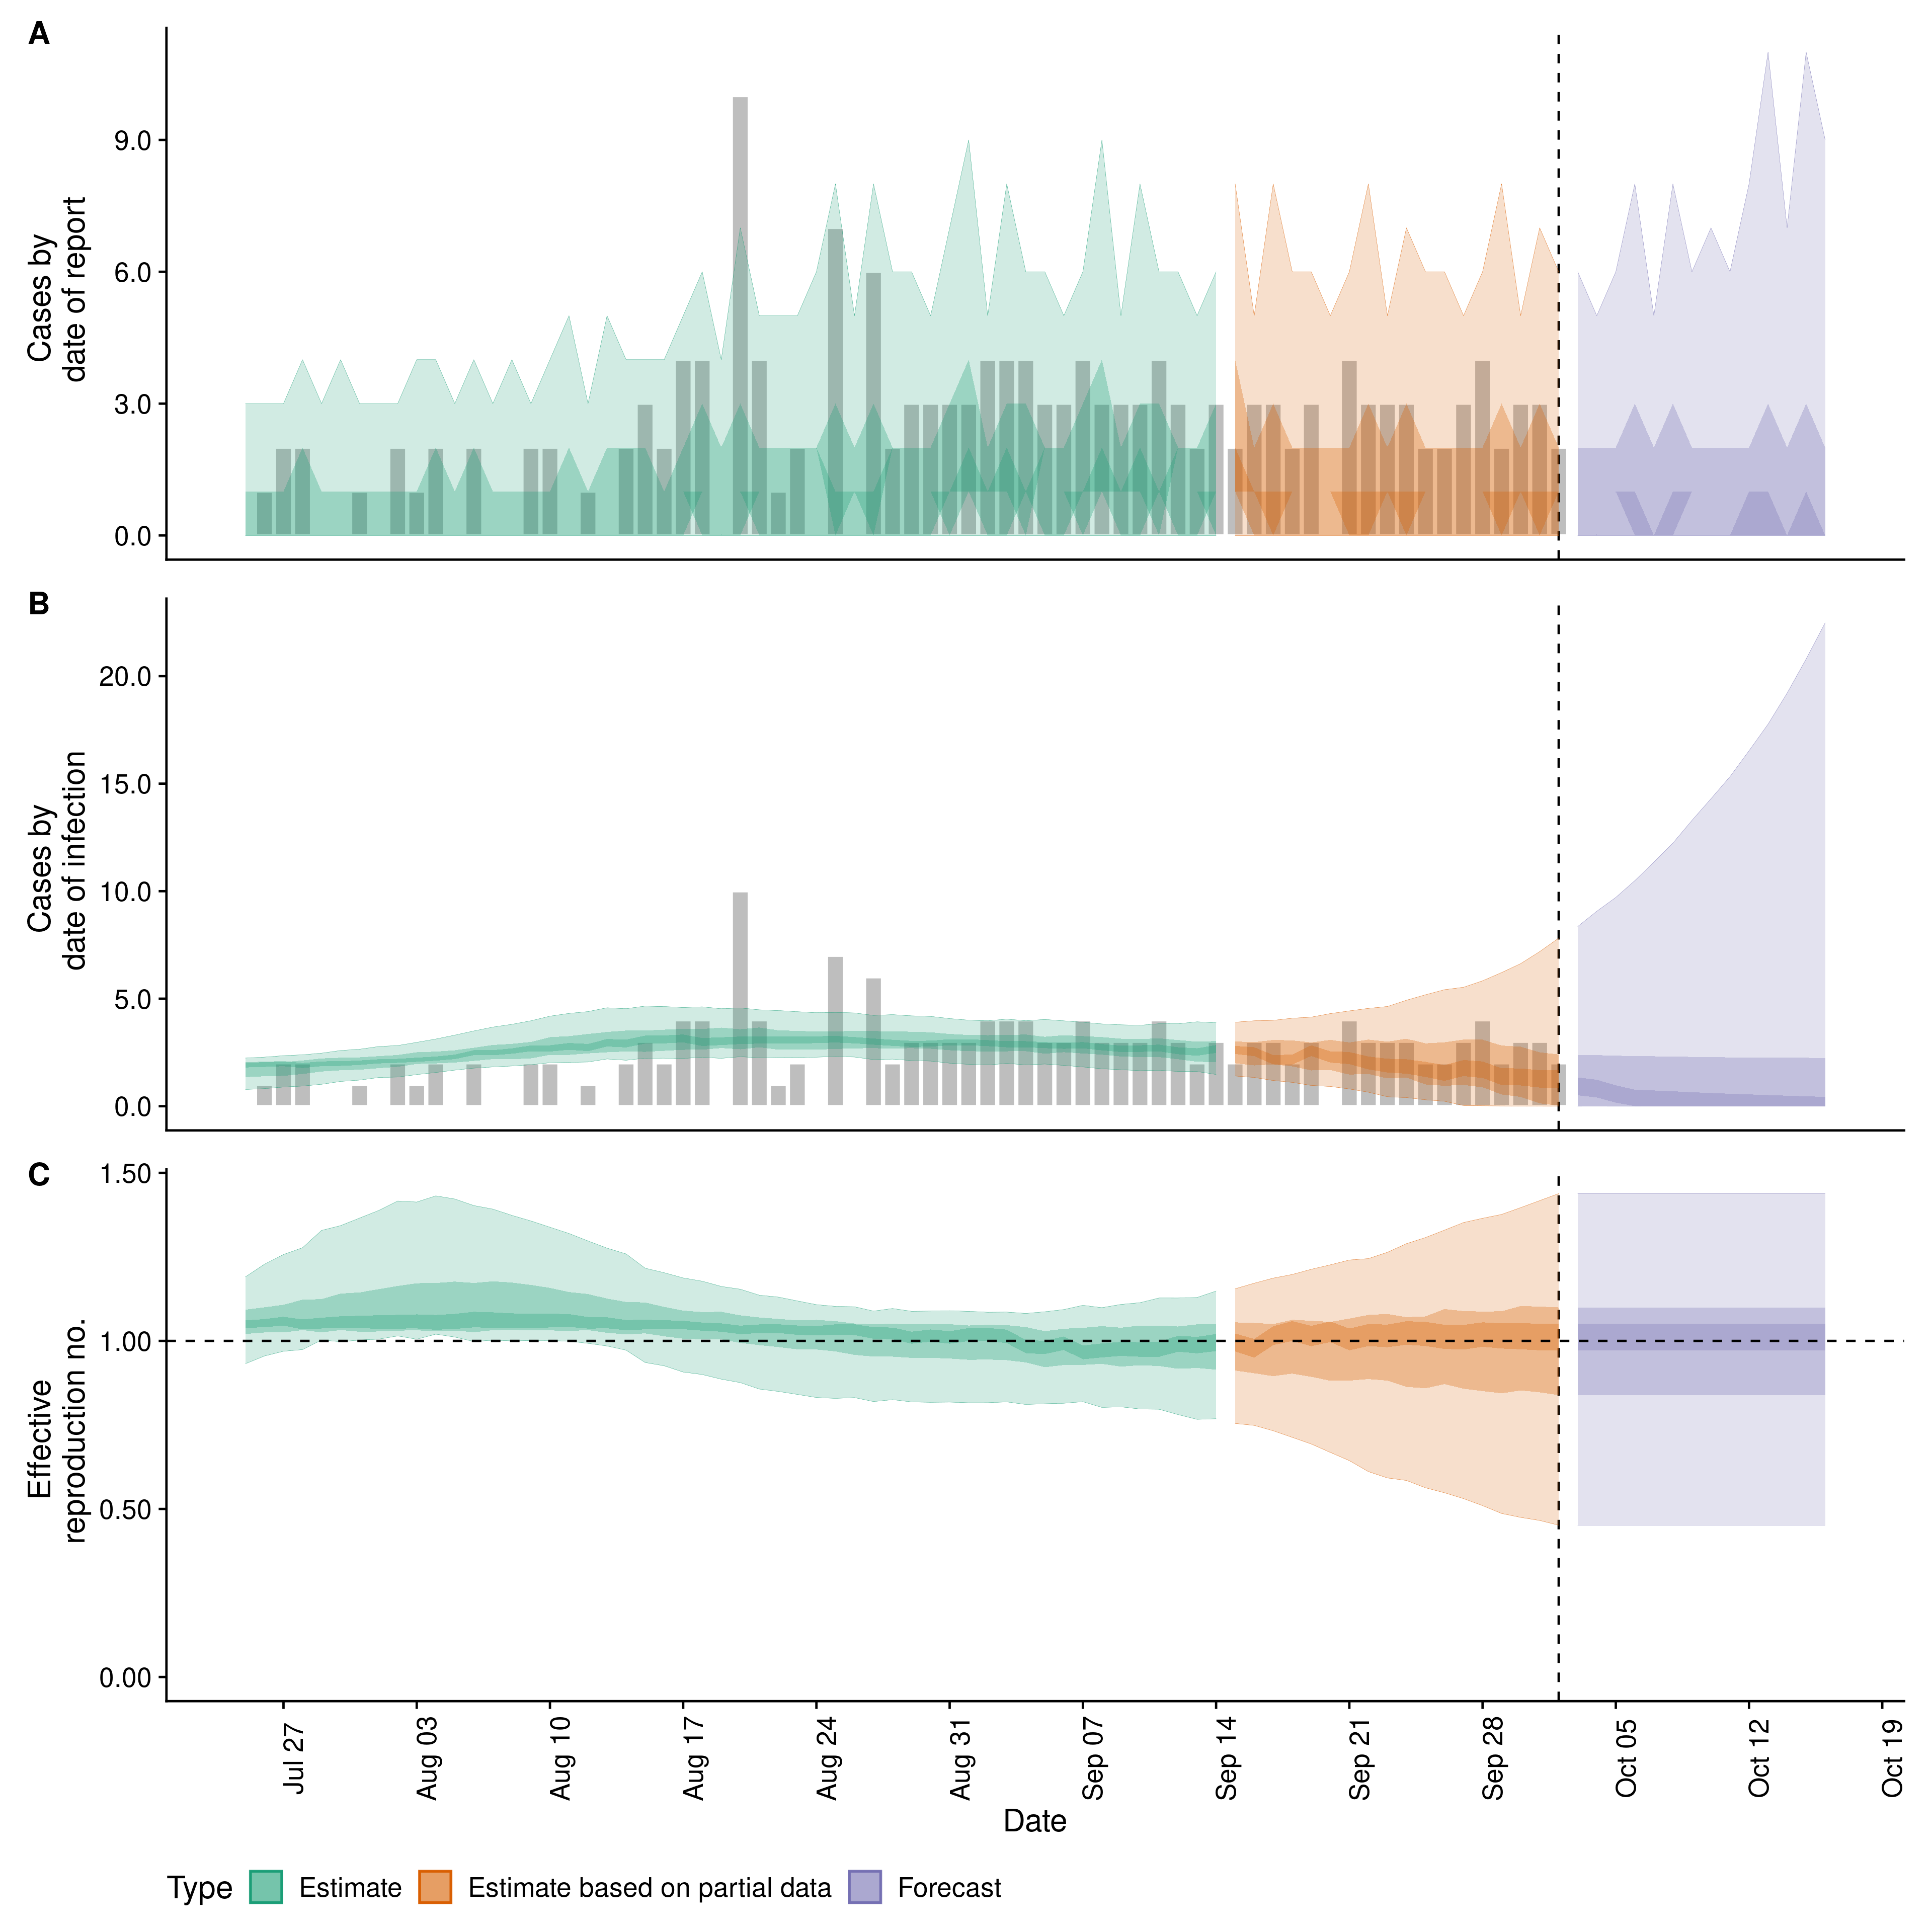 A
Cases by
date of report
9.0
6.0
3.0
0.0
B
Cases by
date of infection
20.0
15.0
10.0
5.0
0.0
C
Effective
reproduction no.
1.50
1.00
0.50
0.00
Jul 27
Aug 03
Aug 10
Aug 17
Aug 24
Aug 31
Sep 07
Sep 14
Sep 21
Sep 28
Oct 05
Oct 12
Oct 19
Date
Type Estimate Estimate based on partial data Forecast